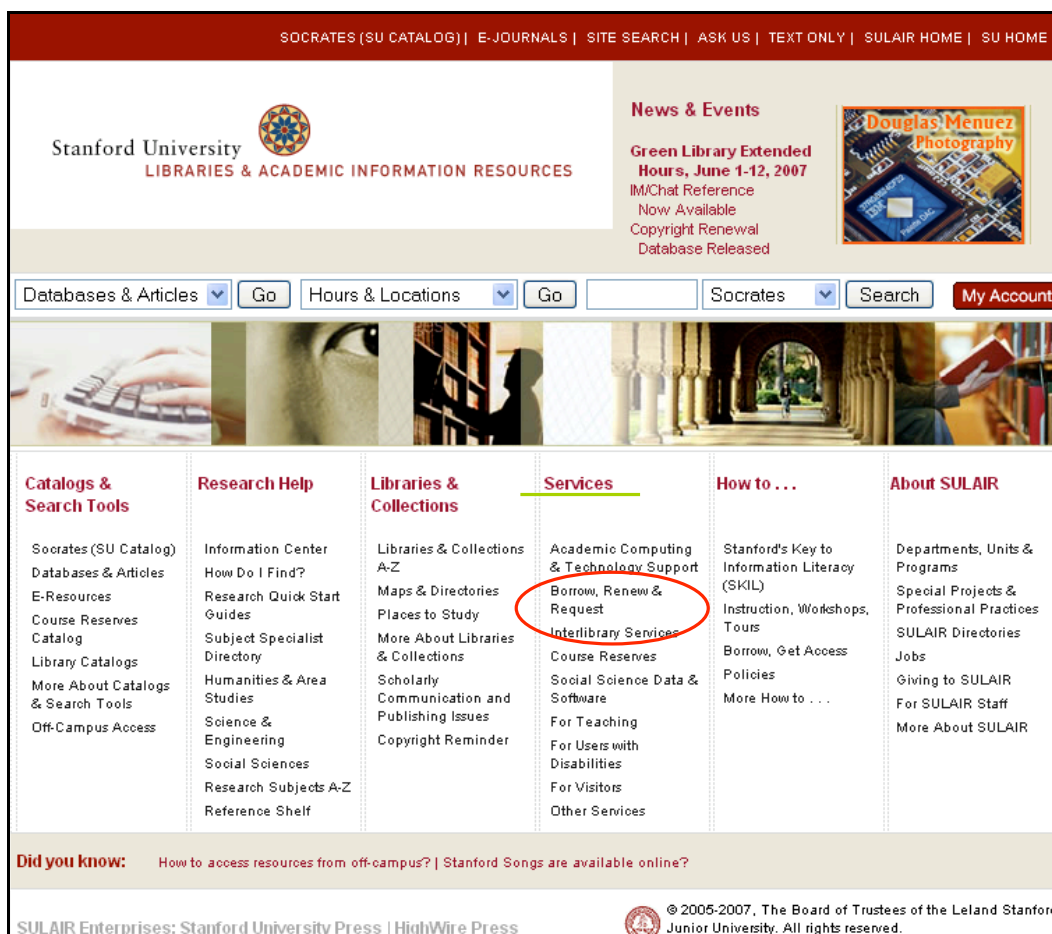 SOCRATES (SU CATALOG) | E-JOURNALS | SITE SEARCH | ASK US | TEXT ONLY | SULAIR HOME | SU HOME
Stanford University
LIBRARIES & ACADEMIC INFORMATION RESOURCES
News & Events
Green Library Extended
Hours, June 1-12, 2007
IM/Chat Reference
Now Available
Copyright Renewal
Database Released
Douglas Menuez
Photography
Databases & Articles
Go
Hours & Locations
Go
Socrates
Search
My Account
Catalogs &
Search Tools
Socrates (SU Catalog)
Databases & Articles
E-Resources
Course Reserves
Catalog
Library Catalogs
More About Catalogs
& Search Tools
Off-Campus Access
Research Help
Information Center
How Do I Find?
Research Quick Start
Guides
Subject Specialist
Directory
Humanities & Area
Studies
Science &
Engineering
Social Sciences
Research Subjects A-Z
Reference Shelf
Libraries &
Collections
Libraries & Collections
A-Z
Maps & Directories
Places to Study
More About Libraries
& Collections
Scholarly
Communication and
Publishing Issues
Copyright Reminder
Services
Academic Computing
& Technology Support
Borrow, Renew &
Request
Interlibrary Services
Course Reserves
Social Science Data &
Software
For Teaching
For Users with
Disabilities
For Visitors
Other Services
How to . . .
Stanford's Key to
Information Literacy
(SKIL)
Instruction, Workshops,
Tours
Borrow, Get Access
Policies
More How to . . .
About SULAIR
Departments, Units &
Programs
Special Projects &
Professional Practices
SULAIR Directories
Jobs
Giving to SULAIR
For SULAIR Staff
More About SULAIR
Did you know: How to access resources from off-campus? | Stanford Songs are available online?
SULAIR Enterprises: Stanford University Press | HighWire Press
© 2005-2007, The Board of Trustees of the Leland Stanford
Junior University. All rights reserved.